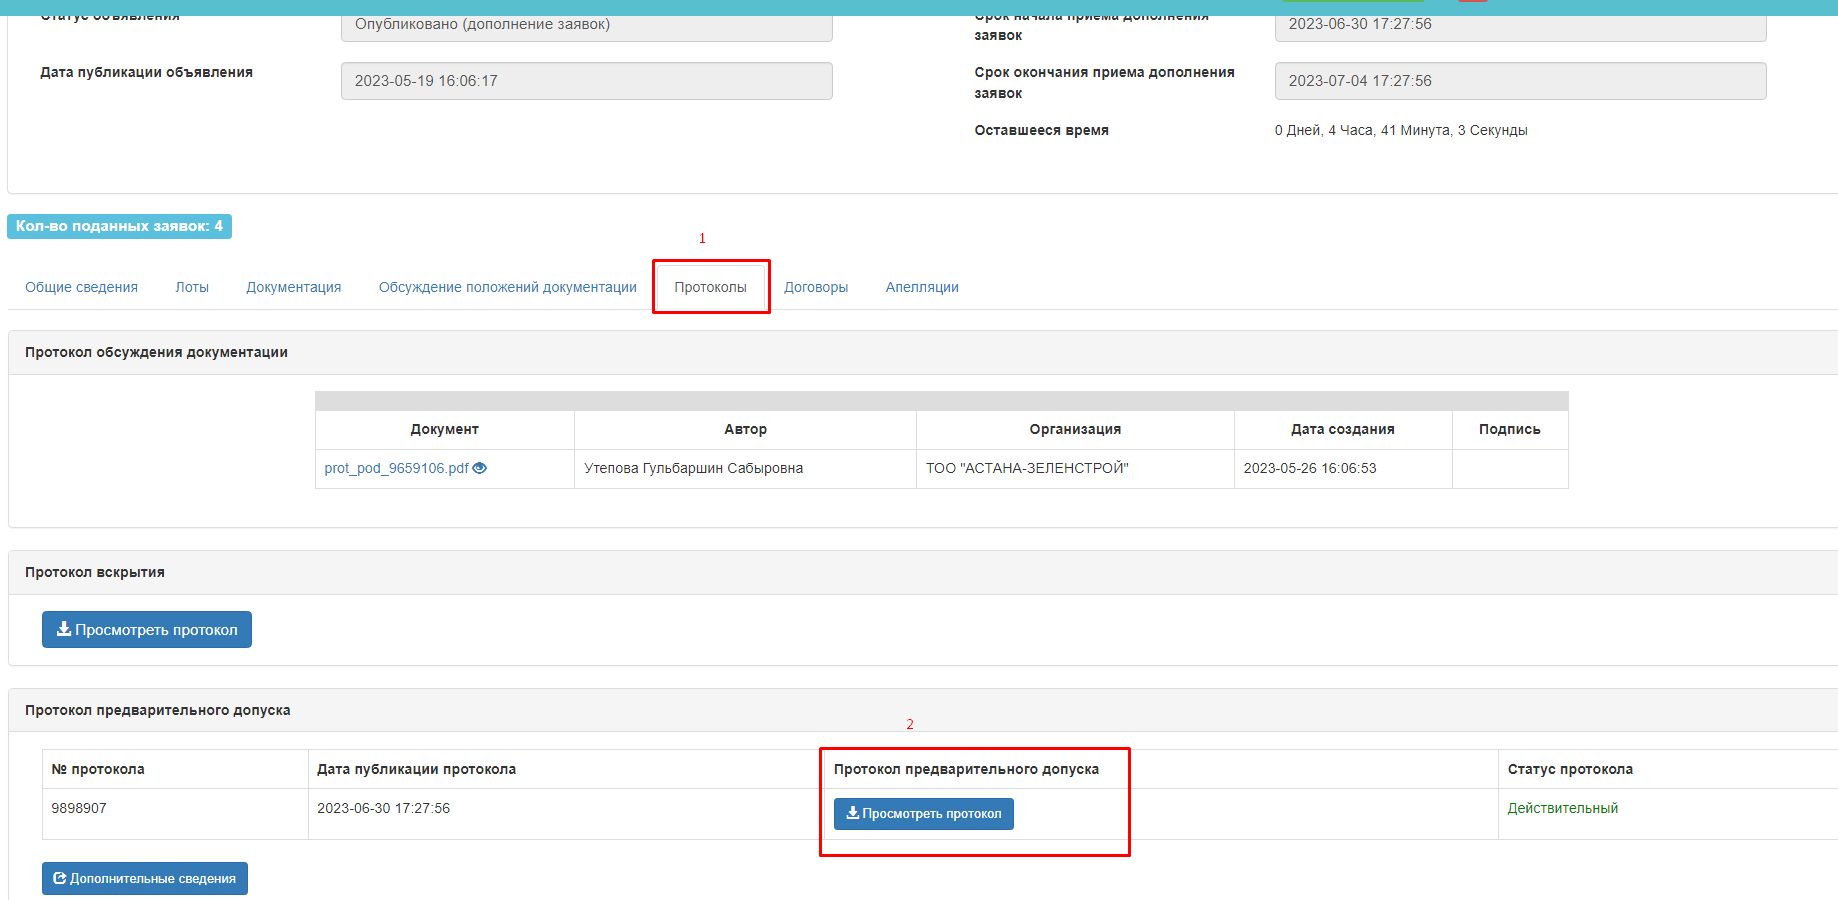 Статус объявления
Опубликовано (дополнение заявок)
Срок начала приема дополнения
заявок
2023-06-30 17:27:56
Дата публикации объявления
2023-05-19 16:06:17
Срок окончания приема дополнения
заявок
2023-07-04 17:27:56
Оставшееся время
0 Дней, 4 Часа, 41 Минута, 3 Секунды
Кол-во поданных заявок: 4
1
Общие сведения
Лоты
Документация
Обсуждение положений документации
Протоколы
Договоры
Апелляции
Протокол обсуждения документации
Документ
Автор
Организация
Дата создания
Подпись
prot_pod_9659106.pdf
Утепова Гульбаршин Сабыровна
ТОО "АСТАНА-ЗЕЛЕНСТРОЙ"
2023-05-26 16:06:53
Протокол вскрытия
Просмотреть протокол
Протокол предварительного допуска
2
№ протокола
Дата публикации протокола
Протокол предварительного допуска
Статус протокола
9898907
2023-06-30 17:27:56
Просмотреть протокол
Действительный
Дополнительные сведения